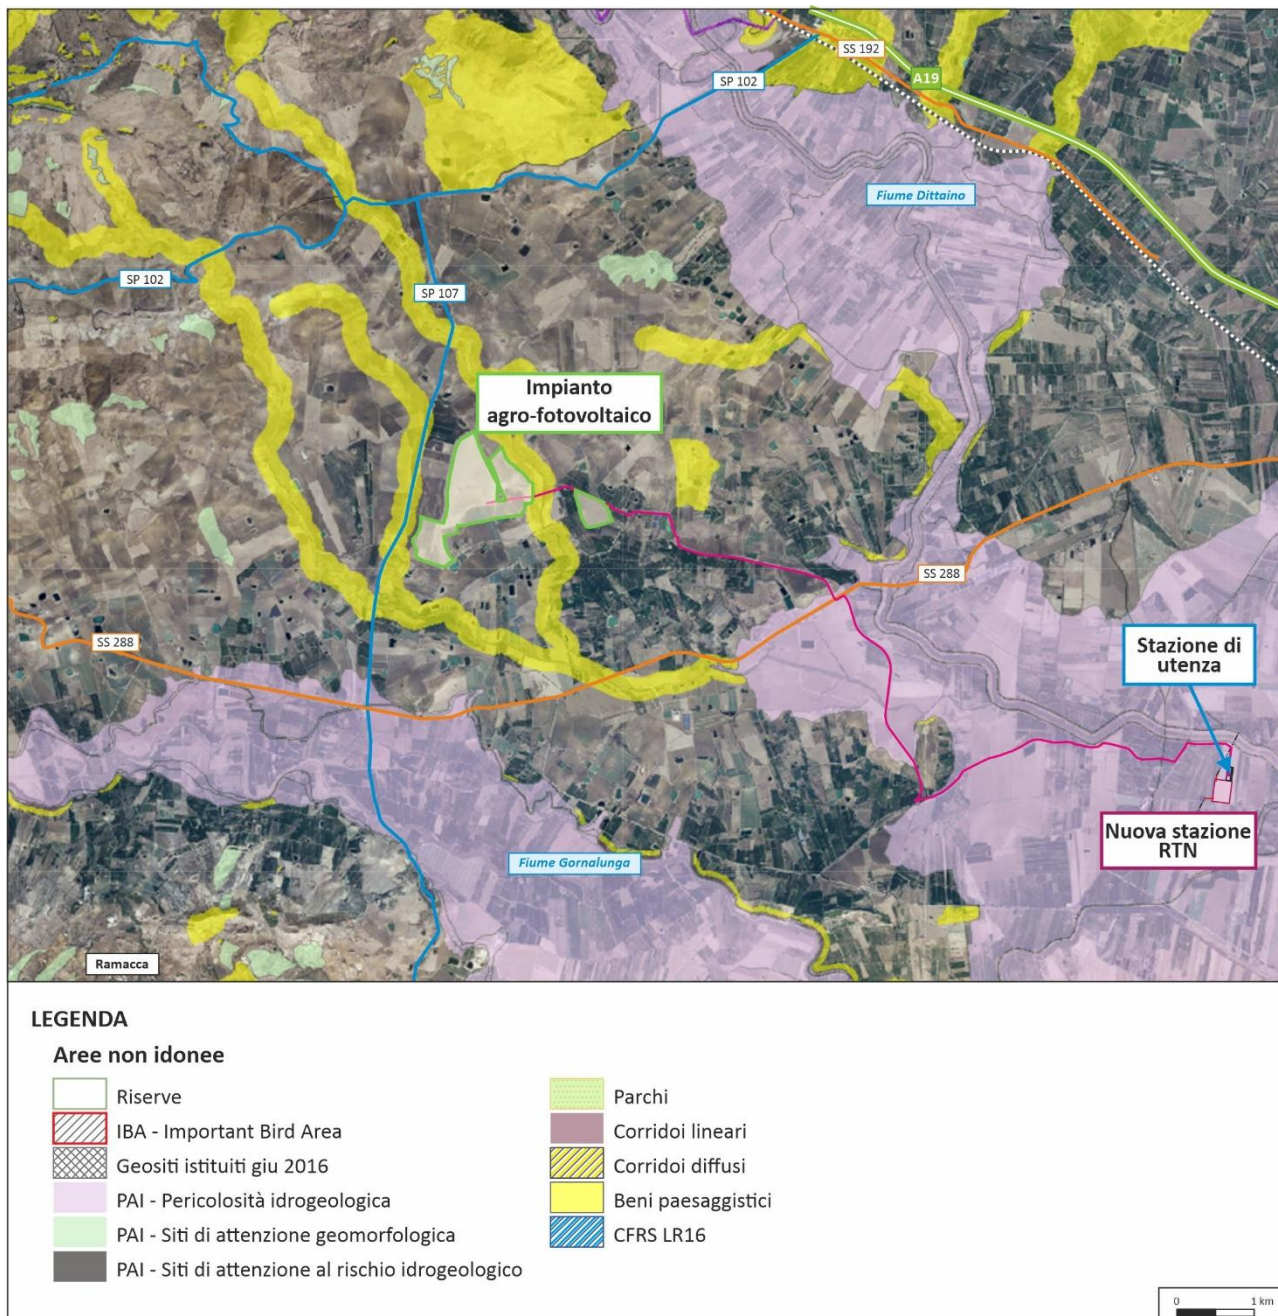 SS 192
A19
SP 102
Fiume Dittaino
SP 102
SP 107
Impianto
agro-fotovoltaico
SS 288
SS 288
Stazione di
utenza
Nuova stazione
RTN
Fiume Gornalunga
Ramacca
LEGENDA
Aree non idonee
Riserve
IBA - Important Bird Area
Geositi istituiti giu 2016
PAI - Pericolosità idrogeologica
PAI - Siti di attenzione geomorfologica
PAI - Siti di attenzione al rischio idrogeologico
Parchi
Corridoi lineari
Corridoi diffusi
Beni paesaggistici
CFRS LR16
0 1 km